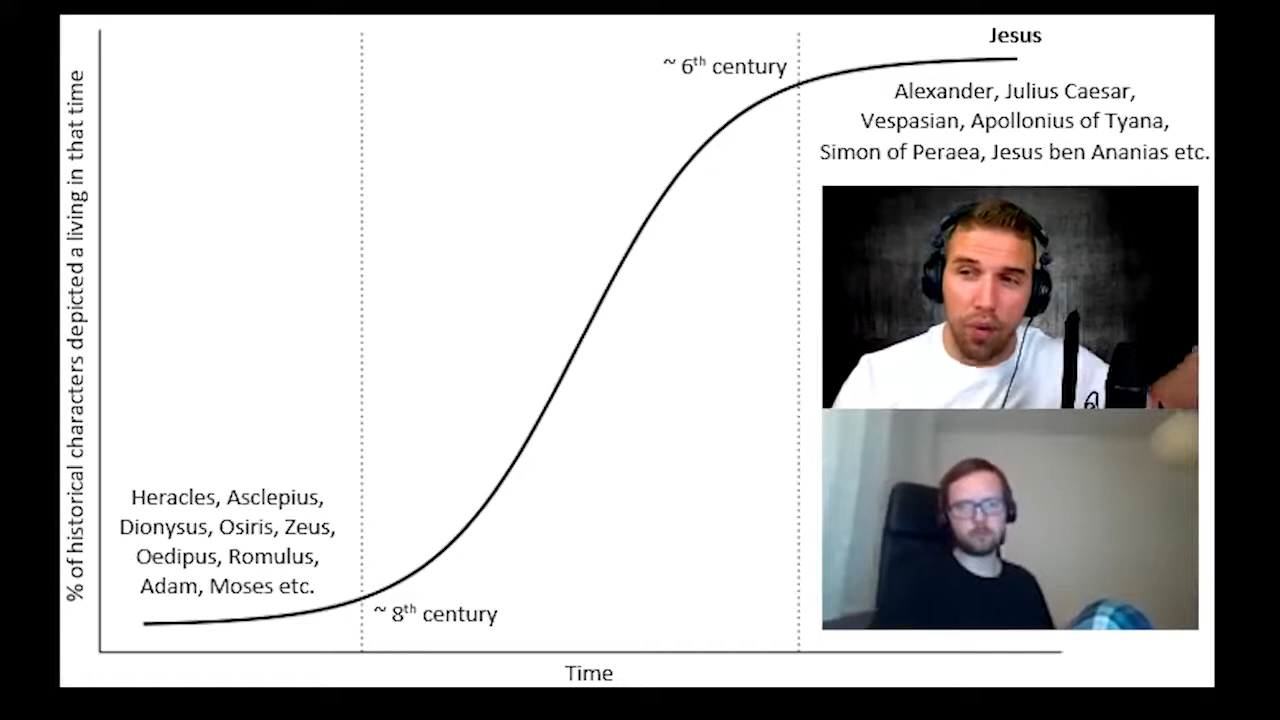 Jesus
~ 6th century
Alexander, Julius Caesar,
Vespasian, Apollonius of Tyana,
Simon of Peraea, Jesus ben Ananias etc.
% of historical characters depicted a living in that time
Heracles, Asclepius,
Dionysus, Osiris, Zeus,
Oedipus, Romulus,
Adam, Moses etc.
~ 8th century
Time